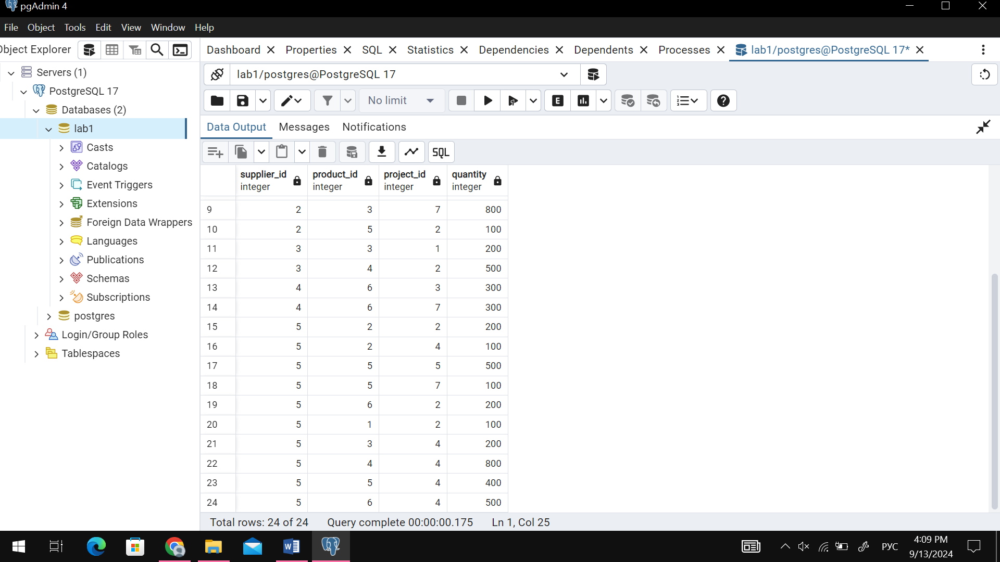 pgAdmin 4
File Object Tools Edit View Window Help
Object Explorer
Dashboard Properties SQL Statistics Dependencies Dependents Processes lab1/postgres@PostgreSQL 17*
Servers (1)
PostgreSQL 17
Databases (2)
lab1
Casts
Catalogs
Event Triggers
Extensions
Foreign Data Wrappers
Languages
Publications
Schemas
Subscriptions
postgres
Login/Group Roles
Tablespaces
lab1/postgres@PostgreSQL 17
No limit E
Data Output Messages Notifications
SQL
supplier_id product_id project_id quantity
integer integer integer integer
9 2 3 7 800
10 2 5 2 100
11 3 3 1 200
12 3 4 2 500
13 4 6 3 300
14 4 6 7 300
15 5 2 2 200
16 5 2 4 100
17 5 5 5 500
18 5 5 7 100
19 5 6 2 200
20 5 1 2 100
21 5 3 4 200
22 5 4 4 800
23 5 5 4 400
24 5 6 4 500
Total rows: 24 of 24 Query complete 00:00:00.175 Ln 1, Col 25
РУС
4:09 PM
9/13/2024